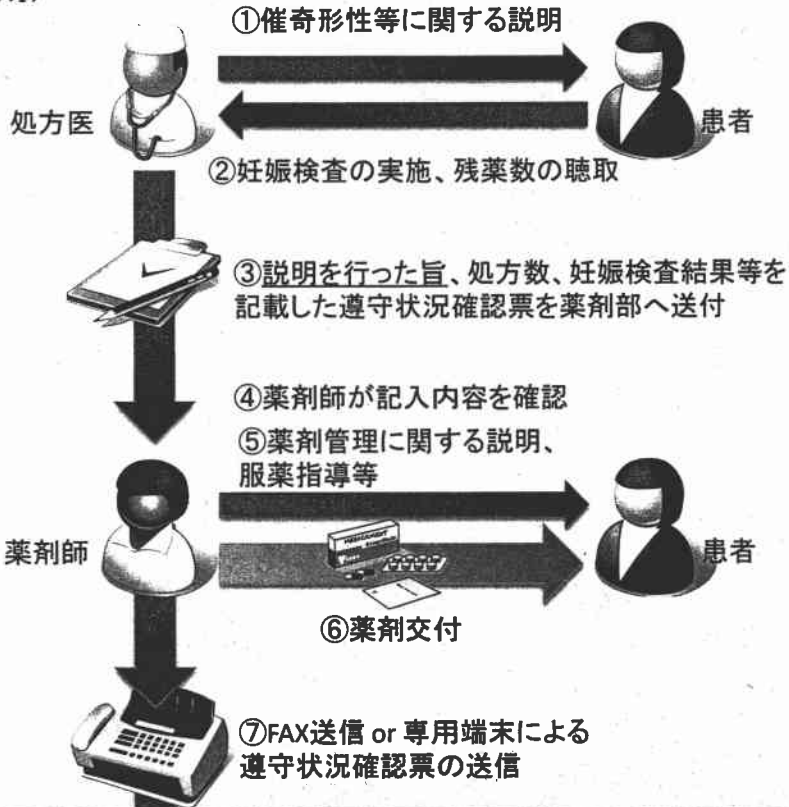 ①催奇形性等に関する説明
処方医
患者
②妊娠検査の実施、残薬数の聴取
③説明を行った旨、処方数、妊娠検査結果等を
記載した遵守状況確認票を薬剤部へ送付
④薬剤師が記入内容を確認
⑤薬剤管理に関する説明、
服薬指導等
薬剤師
患者
⑥薬剤交付
⑦FAX送信 or 専用端末による
遵守状況確認票の送信